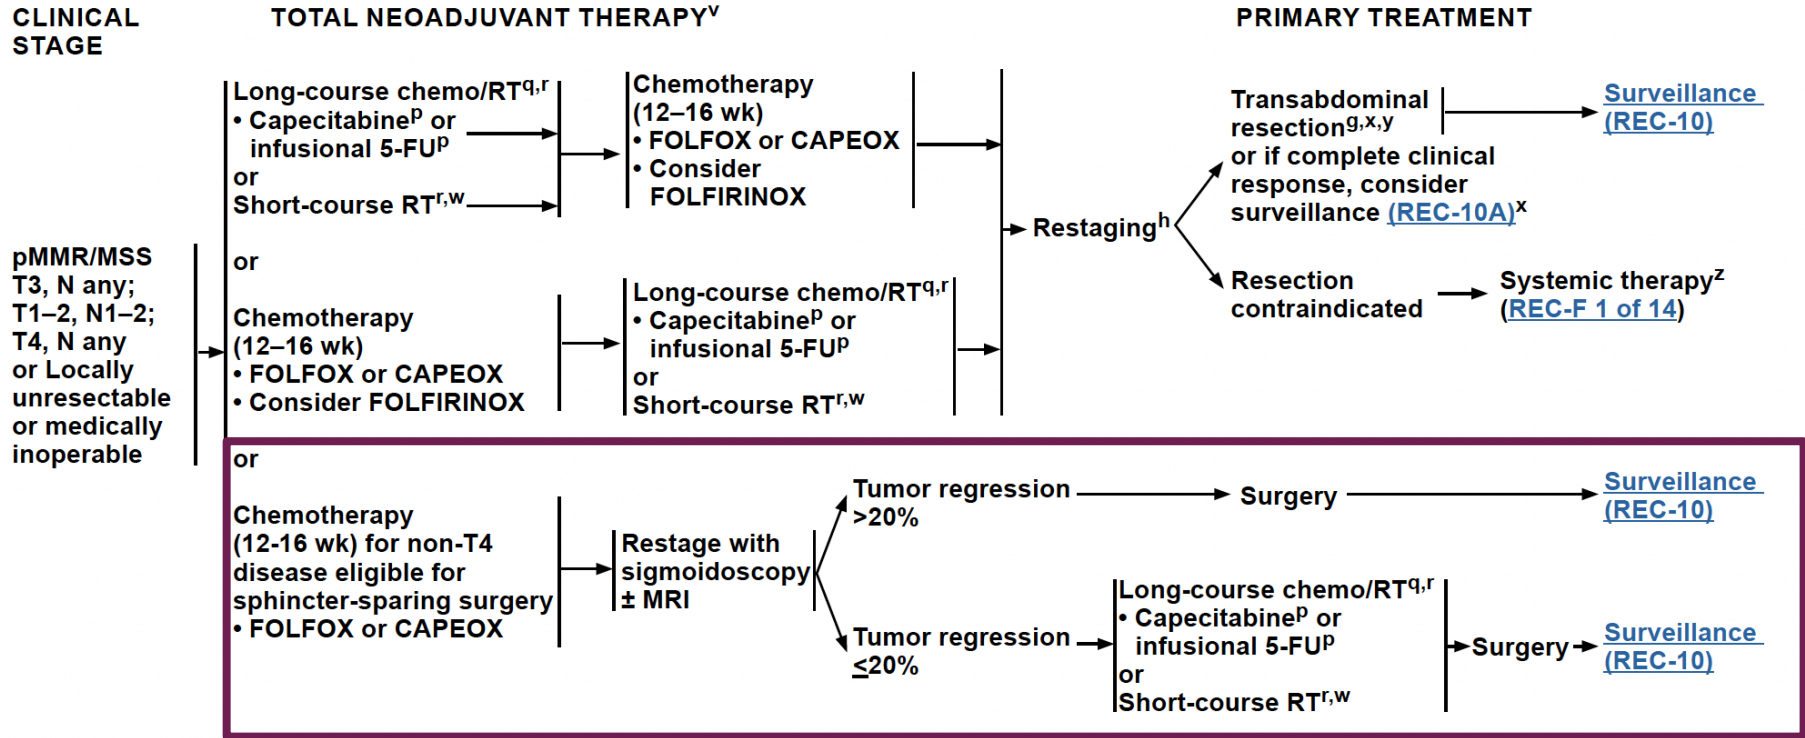 CLINICAL
STAGE
TOTAL NEOADJUVANT THERAPYᵛ
PRIMARY TREATMENT
pMMR/MSS
T3, N any;
T1–2, N1–2;
T4, N any
or Locally
unresectable
or medically
inoperable
Long-course chemo/RTq,r
• Capecitabineᵖ or
infusional 5-FUᵖ
or
Short-course RTr,w
Chemotherapy
(12–16 wk)
• FOLFOX or CAPEOX
• Consider
FOLFIRINOX
or
Chemotherapy
(12–16 wk)
• FOLFOX or CAPEOX
• Consider FOLFIRINOX
Long-course chemo/RTq,r
• Capecitabineᵖ or
infusional 5-FUᵖ
or
Short-course RTr,w
Restagingʰ
Transabdominal
resectiong,x,y
or if complete clinical
response, consider
surveillance (REC-10A)ˣ
Surveillance
(REC-10)
Resection
contraindicated
Systemic therapyᶻ
(REC-F 1 of 14)
or
Chemotherapy
(12-16 wk) for non-T4
disease eligible for
sphincter-sparing surgery
• FOLFOX or CAPEOX
Restage with
sigmoidoscopy
± MRI
Tumor regression
>20%
Surgery
Surveillance
(REC-10)
Tumor regression
≤20%
Long-course chemo/RTq,r
• Capecitabineᵖ or
infusional 5-FUᵖ
or
Short-course RTr,w
Surgery
Surveillance
(REC-10)